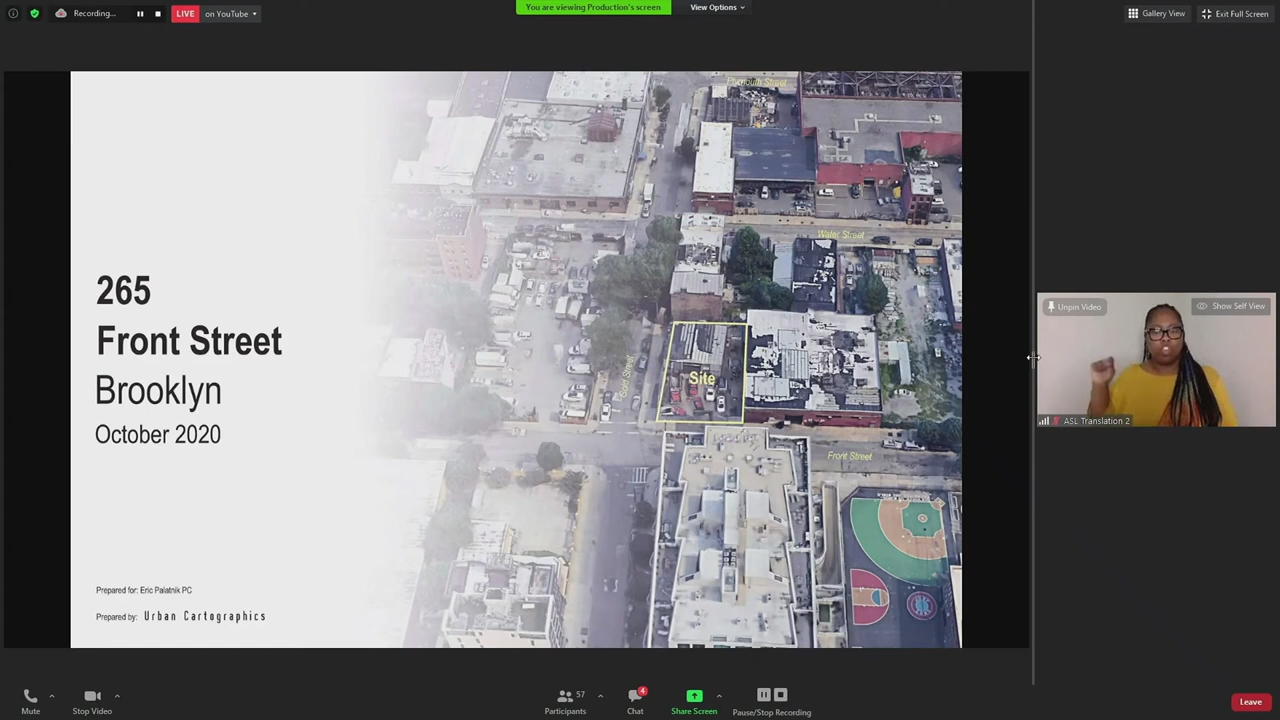 Recording...
LIVE
on YouTube
You are viewing Production's screen
View Options
Gallery View
Exit Full Screen
Plymouth Street
Water Street
Gold Street
Site
Front Street
265
Front Street
Brooklyn
October 2020
Prepared for: Eric Palatnik PC
Prepared by: Urban Cartographics
Unpin Video
Show Self View
ASL Translation 2
Mute
Stop Video
57
Participants
4
Chat
Share Screen
Pause/Stop Recording
Leave